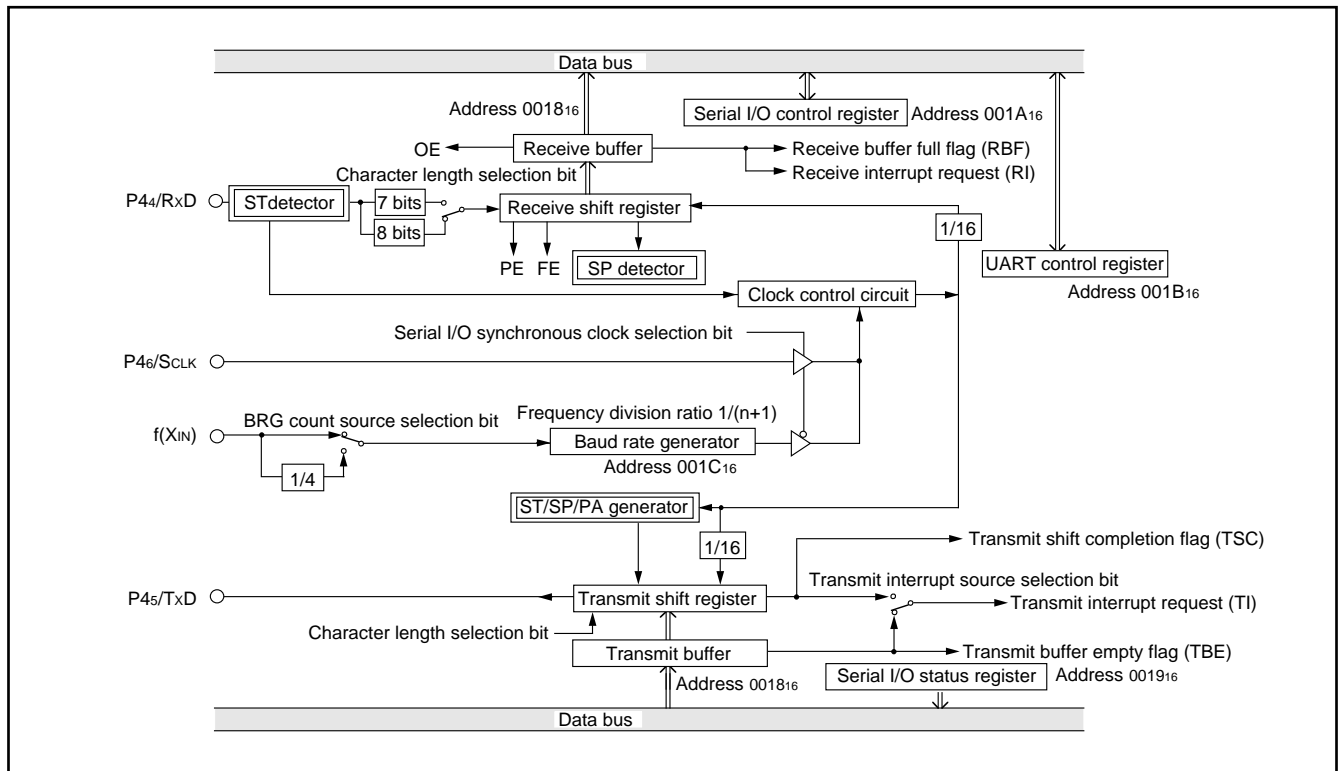 Data bus
Address 001816
Serial I/O control register
Address 001A16
OE
Receive buffer
Receive buffer full flag (RBF)
Receive interrupt request (RI)
Character length selection bit
P44/RXD
STdetector
7 bits
8 bits
Receive shift register
1/16
PE
FE
SP detector
UART control register
Address 001B16
Clock control circuit
Serial I/O synchronous clock selection bit
P46/SCLK
BRG count source selection bit
Frequency division ratio 1/(n+1)
f(XIN)
Baud rate generator
1/4
Address 001C16
ST/SP/PA generator
1/16
Transmit shift completion flag (TSC)
Transmit interrupt source selection bit
P45/TXD
Transmit shift register
Transmit interrupt request (TI)
Character length selection bit
Transmit buffer
Transmit buffer empty flag (TBE)
Address 001816
Serial I/O status register
Address 001916
Data bus